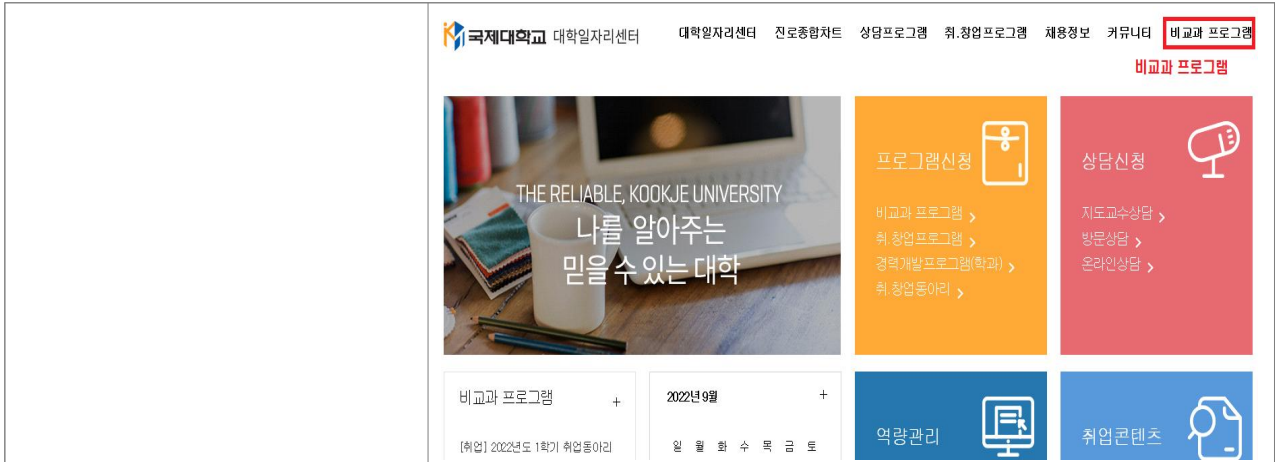 국제대학교 대학일자리센터
대학일자리센터 진로종합차트 상담프로그램 취.창업프로그램 채용정보 커뮤니티 비교과 프로그램
비교과 프로그램
THE RELIABLE, KOOKJE UNIVERSITY
나를 알아주는
믿을 수 있는 대학
프로그램신청
비교과 프로그램 >
취.창업프로그램 >
경력개발프로그램(학과) >
취.창업동아리 >
상담신청
지도교수상담 >
방문상담 >
온라인상담 >
비교과 프로그램 +
[취업] 2022년도 1학기 취업동아리
2022년 9월 +
일 월 화 수 목 금 토
역량관리
취업콘텐츠